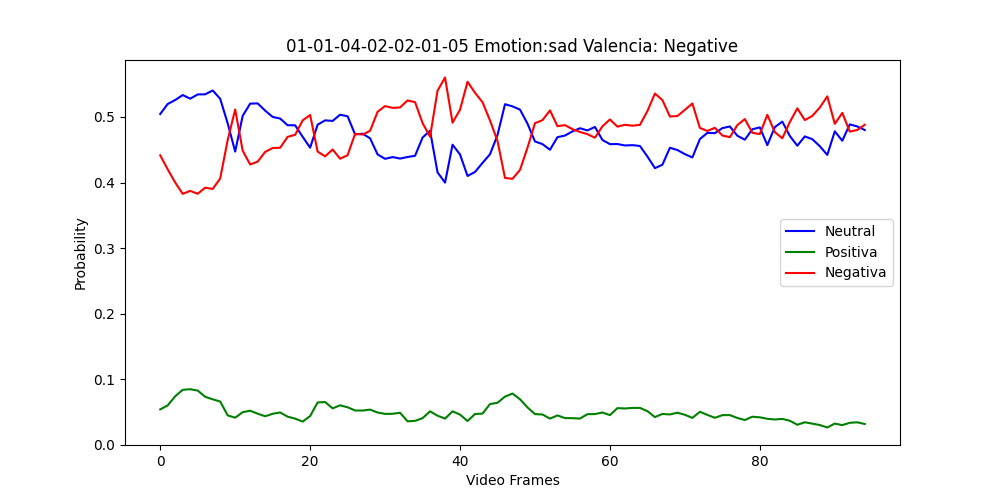 01-01-04-02-02-01-05 Emotion:sad Valencia: Negative
Probability
0.5
0.4
0.3
0.2
0.1
0.0
Neutral
Positiva
Negativa
0 20 40 60 80
Video Frames